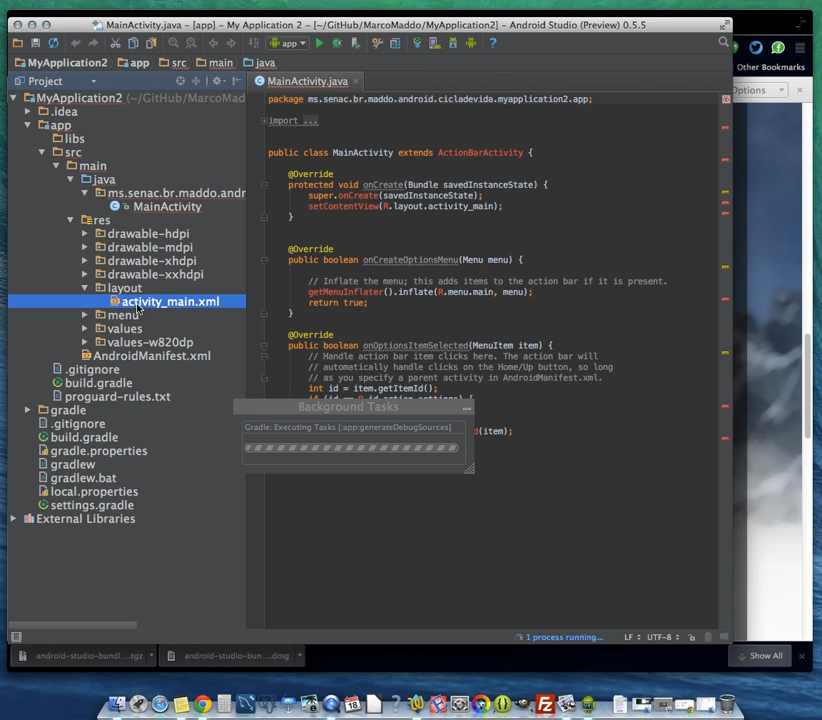 MainActivity.java - [app] - My Application 2 - [~/GitHub/MarcoMaddo/MyApplication2] - Android Studio (Preview) 0.5.5
app
?
Other Bookmarks
MyApplication2
app
src
main
java
Project
MainActivity.java
Options
MyApplication2 (~/GitHub/MarcoMad
.idea
app
libs
src
main
java
ms.senac.br.maddo.andr
MainActivity
res
drawable-hdpi
drawable-mdpi
drawable-xhdpi
drawable-xxhdpi
layout
activity_main.xml
menu
values
values-w820dp
AndroidManifest.xml
.gitignore
build.gradle
proguard-rules.txt
gradle
.gitignore
build.gradle
gradle.properties
gradlew
gradlew.bat
local.properties
settings.gradle
External Libraries
package ms.senac.br.maddo.android.cicladevida.myapplication2.app;
import ...
public class MainActivity extends ActionBarActivity {
@Override
protected void onCreate(Bundle savedInstanceState) {
super.onCreate(savedInstanceState);
setContentView(R.layout.activity_main);
}
@Override
public boolean onCreateOptionsMenu(Menu menu) {
// Inflate the menu; this adds items to the action bar if it is present.
getMenuInflater().inflate(R.menu.main, menu);
return true;
}
@Override
public boolean onOptionsItemSelected(MenuItem item) {
// Handle action bar item clicks here. The action bar will
// automatically handle clicks on the Home/Up button, so long
// as you specify a parent activity in AndroidManifest.xml.
int id = item.getItemId();
d(item);
Background Tasks
Gradle: Executing Tasks [:app:generateDebugSources]
1 process running...
LF
UTF-8
android-studio-bundl....tgz
android-studio-bun....dmg
Show All
18